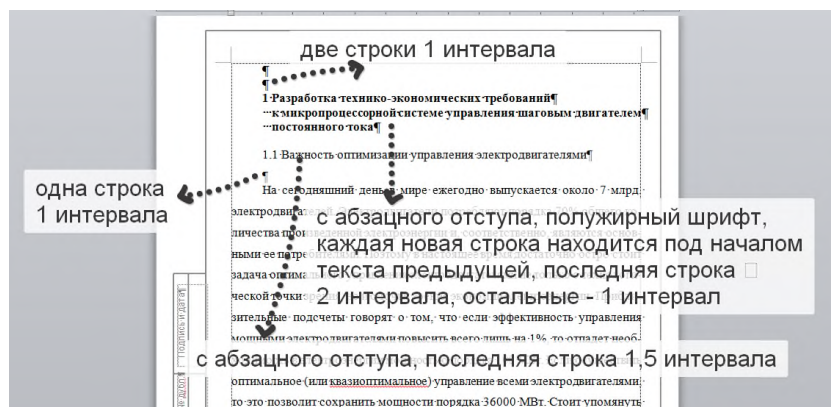 две строки 1 интервала
¶
¶
1·Разработка·технико-экономических·требований¶
···к·микропроцессорной·системе·управления·шаговым·двигателем¶
···постоянного·тока¶
1.1·Важность·оптимизации·управления·электродвигателями¶
¶
одна строка
1 интервала
На сегодняшний день в мире ежегодно выпускается около 7 млрд.
с абзацного отступа, полужирный шрифт,
каждая новая строка находится под началом
текста предыдущей, последняя строка
2 интервала, остальные - 1 интервал
зительные подсчеты говорят о том, что если эффективность управления
мощными электродвигателями повысить всего лишь на 1%, то отпадет необ-
с абзацного отступа, последняя строка 1,5 интервала
оптимальное (или квазиоптимальное) управление всеми электродвигателями,
то это позволит сохранить мощности порядка 36000 МВт. Стоит упомянуть
Подпись и дата